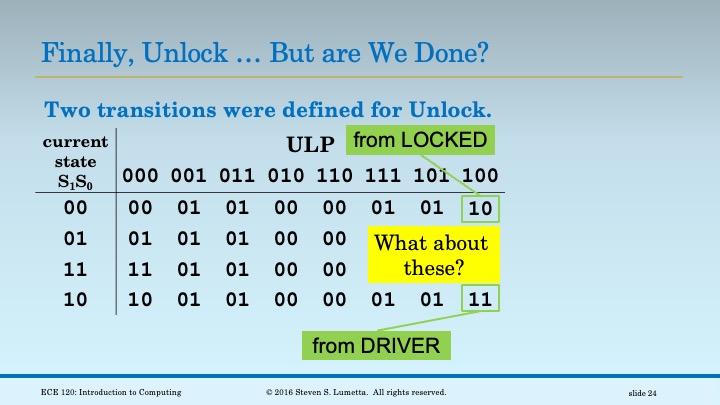 Finally, Unlock … But are We Done?
Two transitions were defined for Unlock.
current
state
S₁S₀
ULP
from LOCKED
000 001 011 010 110 111 101 100
00 00 01 01 00 00 01 01 10
01 01 01 01 00 00
11 11 01 01 00 00
What about
these?
10 10 01 01 00 00 01 01 11
from DRIVER
ECE 120: Introduction to Computing
© 2016 Steven S. Lumetta. All rights reserved.
slide 24